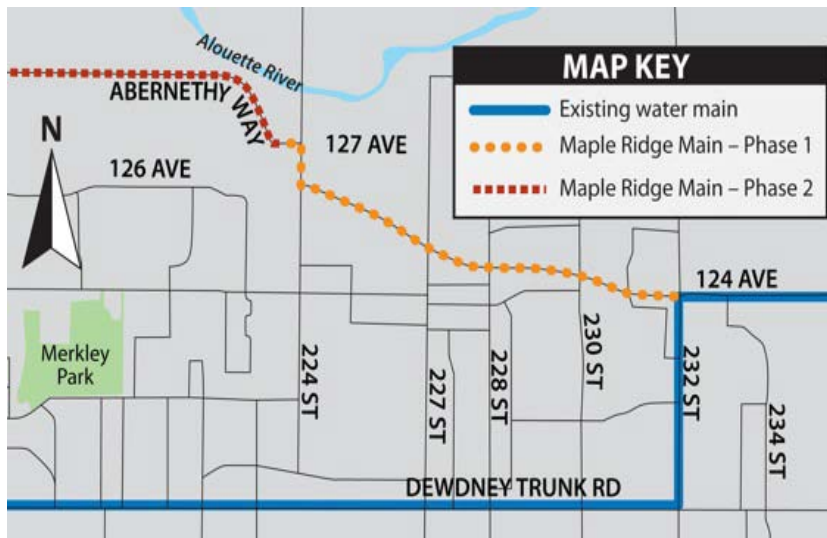 Alouette River
ABERNETHY WAY
N
126 AVE
127 AVE
MAP KEY
Existing water main
Maple Ridge Main – Phase 1
Maple Ridge Main – Phase 2
124 AVE
Merkley
Park
224 ST
227 ST
228 ST
230 ST
232 ST
234 ST
DEWDNEY TRUNK RD